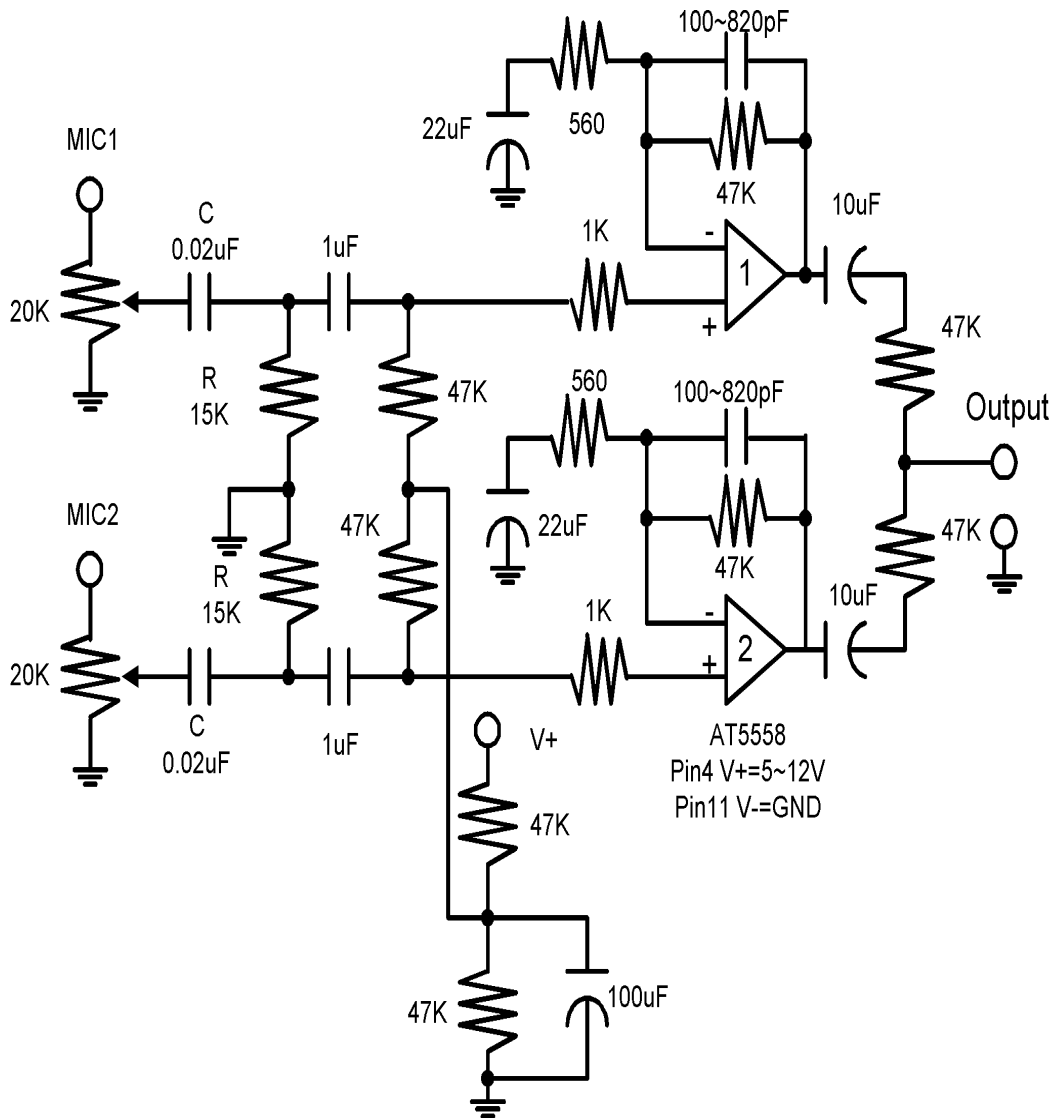 100~820pF
560
22uF
MIC1
47K
10uF
C
0.02uF
1uF
1K
-
1
20K
+
47K
R
15K
47K
560
100~820pF
Output
MIC2
47K
22uF
47K
47K
R
15K
1K
10uF
-
2
+
20K
C
0.02uF
1uF
V+
AT5558
Pin4 V+=5~12V
Pin11 V-=GND
47K
47K
100uF